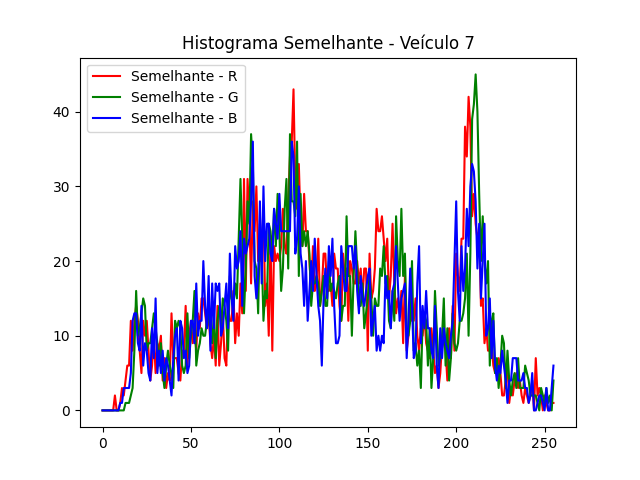 Histograma Semelhante - Veículo 7
Semelhante - R
Semelhante - G
Semelhante - B
40
30
20
10
0
0 50 100 150 200 250